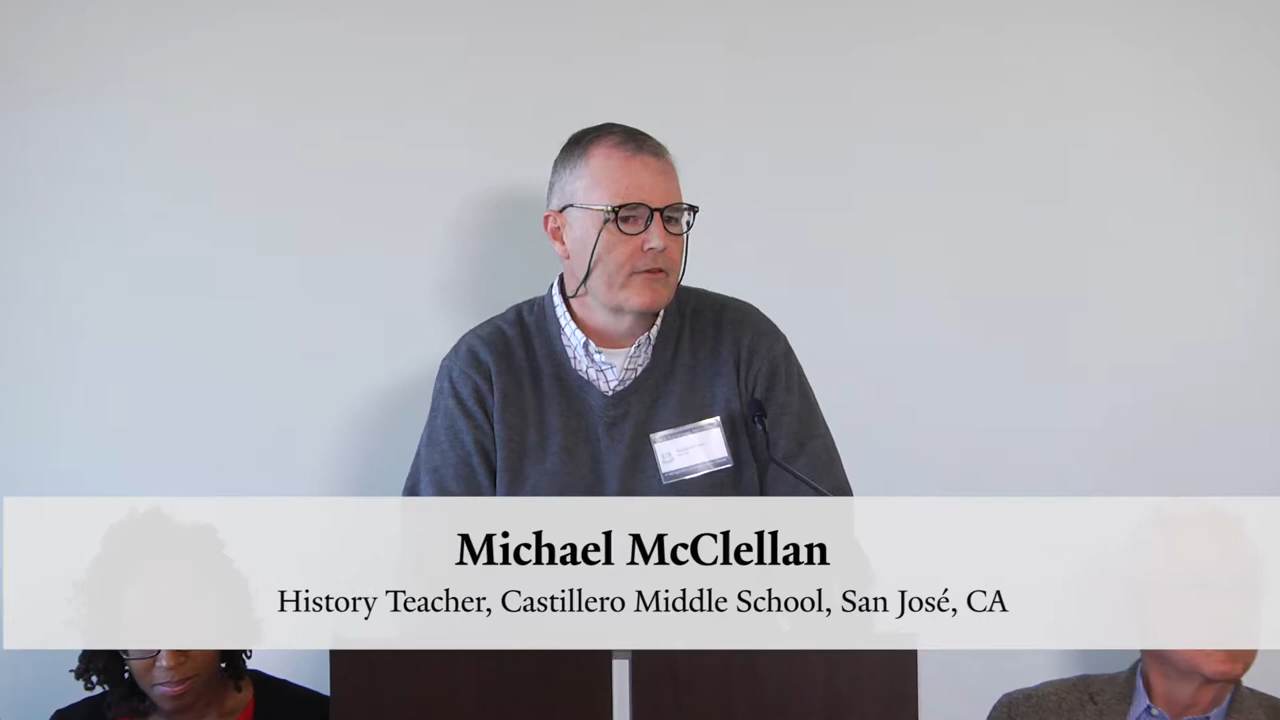 Michael McClellan
History Teacher, Castillero Middle School, San José, CA